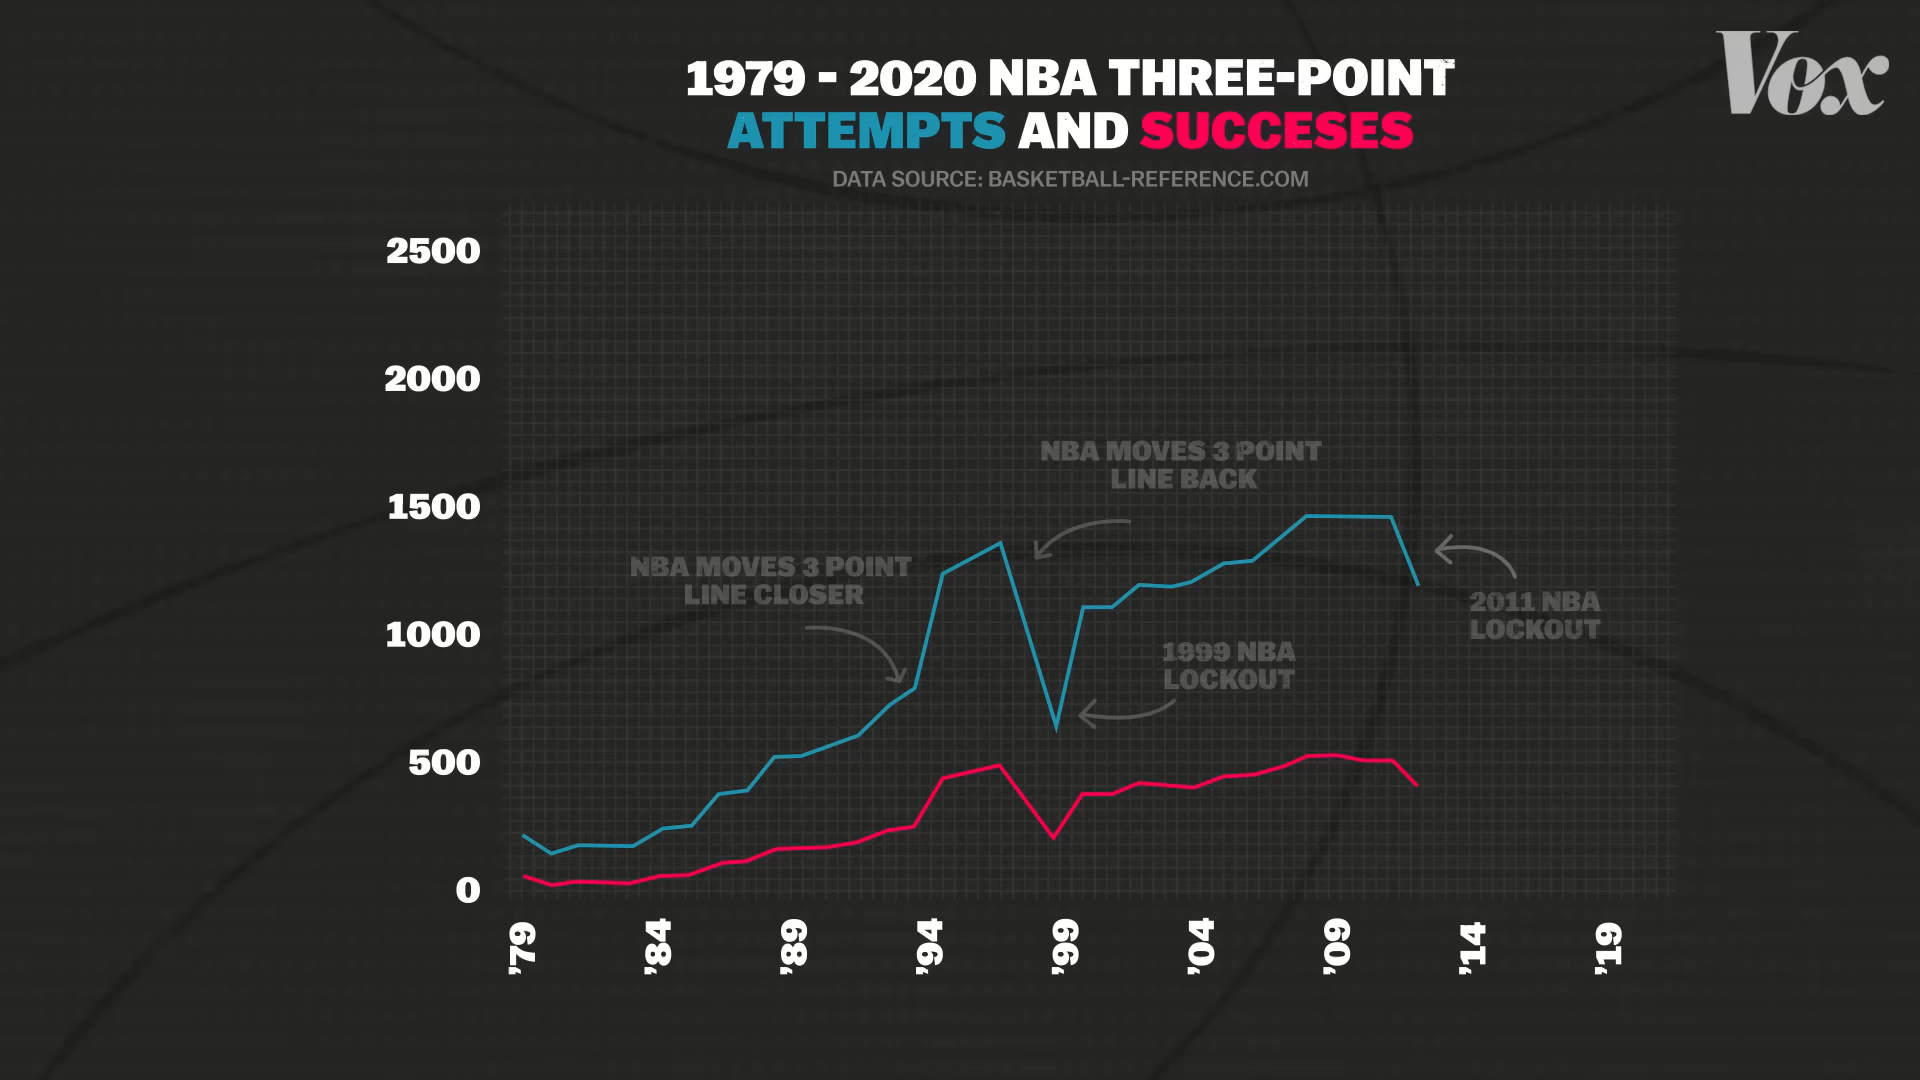 Vox
1979 - 2020 NBA THREE-POINT
ATTEMPTS AND SUCCESES
DATA SOURCE: BASKETBALL-REFERENCE.COM
2500
2000
1500
1000
500
0
NBA MOVES 3 POINT
LINE BACK
NBA MOVES 3 POINT
LINE CLOSER
2011 NBA
LOCKOUT
1999 NBA
LOCKOUT
'79
'84
'89
'94
'99
'04
'09
'14
'19